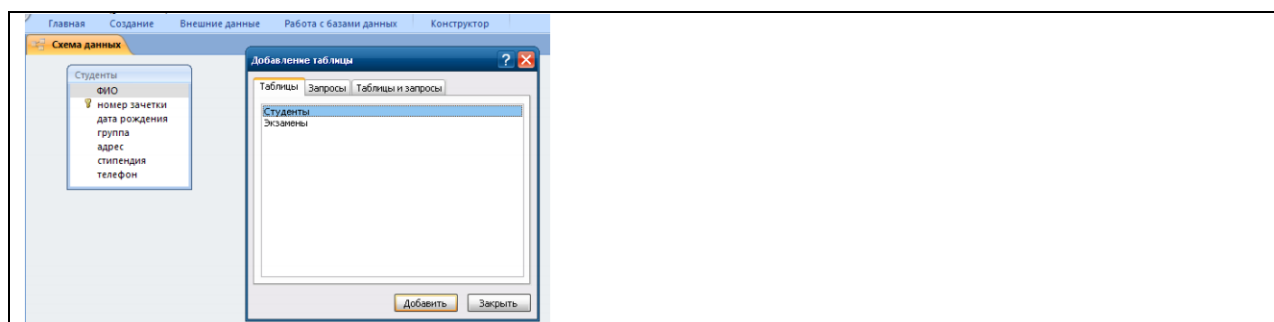 Главная Создание Внешние данные Работа с базами данных Конструктор
Схема данных
Студенты
ФИО
номер зачетки
дата рождения
группа
адрес
стипендия
телефон
Добавление таблицы
Таблицы Запросы Таблицы и запросы
Студенты
Экзамены
Добавить Закрыть